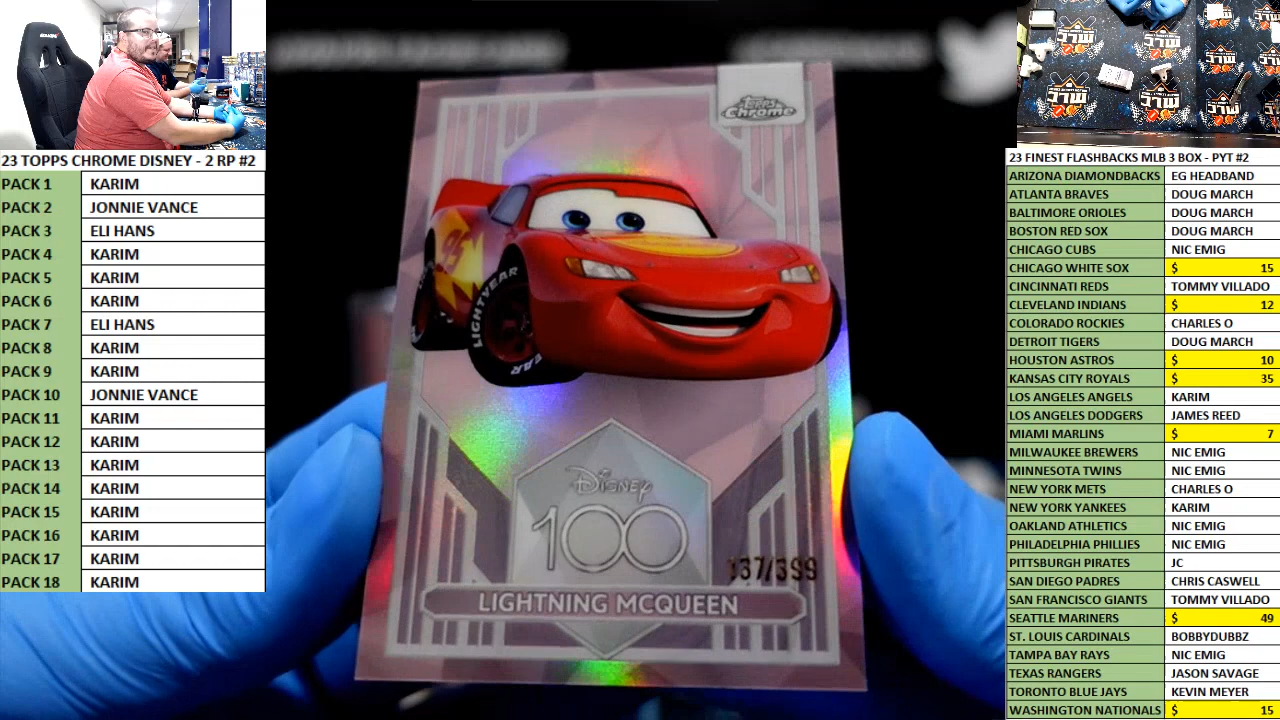 23 TOPPS CHROME DISNEY - 2 RP #2
PACK 1 KARIM
PACK 2 JONNIE VANCE
PACK 3 ELI HANS
PACK 4 KARIM
PACK 5 KARIM
PACK 6 KARIM
PACK 7 ELI HANS
PACK 8 KARIM
PACK 9 KARIM
PACK 10 JONNIE VANCE
PACK 11 KARIM
PACK 12 KARIM
PACK 13 KARIM
PACK 14 KARIM
PACK 15 KARIM
PACK 16 KARIM
PACK 17 KARIM
PACK 18 KARIM
Topps
Chrome
95
LIGHTYEAR
Disney
100
137/399
LIGHTNING MCQUEEN
23 FINEST FLASHBACKS MLB 3 BOX - PYT #2
ARIZONA DIAMONDBACKS EG HEADBAND
ATLANTA BRAVES DOUG MARCH
BALTIMORE ORIOLES DOUG MARCH
BOSTON RED SOX DOUG MARCH
CHICAGO CUBS NIC EMIG
CHICAGO WHITE SOX $ 15
CINCINNATI REDS TOMMY VILLADO
CLEVELAND INDIANS $ 12
COLORADO ROCKIES CHARLES O
DETROIT TIGERS DOUG MARCH
HOUSTON ASTROS $ 10
KANSAS CITY ROYALS $ 35
LOS ANGELES ANGELS KARIM
LOS ANGELES DODGERS JAMES REED
MIAMI MARLINS $ 7
MILWAUKEE BREWERS NIC EMIG
MINNESOTA TWINS NIC EMIG
NEW YORK METS CHARLES O
NEW YORK YANKEES KARIM
OAKLAND ATHLETICS NIC EMIG
PHILADELPHIA PHILLIES NIC EMIG
PITTSBURGH PIRATES JC
SAN DIEGO PADRES CHRIS CASWELL
SAN FRANCISCO GIANTS TOMMY VILLADO
SEATTLE MARINERS $ 49
ST. LOUIS CARDINALS BOBBYDUBBZ
TAMPA BAY RAYS NIC EMIG
TEXAS RANGERS JASON SAVAGE
TORONTO BLUE JAYS KEVIN MEYER
WASHINGTON NATIONALS $ 15